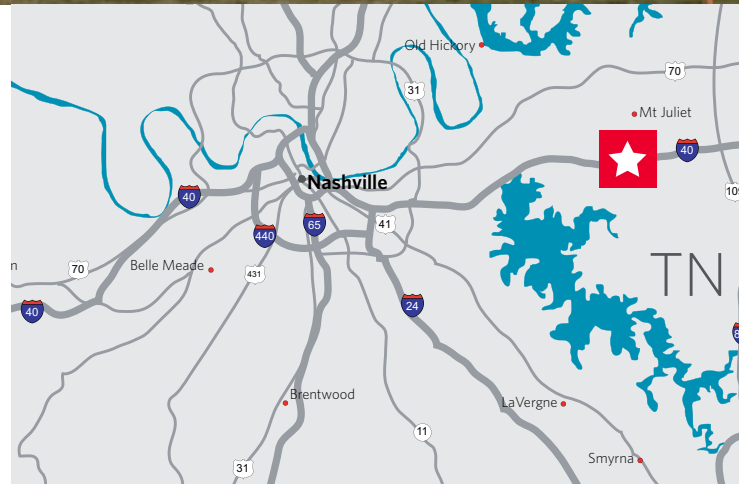 Old Hickory
70
31
Mt Juliet
40
Nashville
40
109
65
41
440
TN
Belle Meade
70
431
40
24
Brentwood
LaVergne
11
Smyrna
31